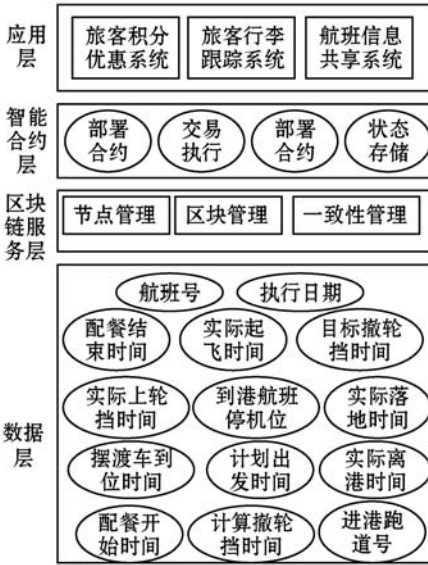 应用
层
旅客积分
优惠系统
旅客行李
跟踪系统
航班信息
共享系统
智能
合约
层
部署
合约
交易
执行
部署
合约
状态
存储
区块
链服
务层
节点管理
区块管理
一致性管理
数据
层
航班号
执行日期
配餐结
束时间
实际起
飞时间
目标撤轮
挡时间
实际上轮
挡时间
到港航班
停机位
实际落
地时间
摆渡车到
位时间
计划出
发时间
实际离
港时间
配餐开
始时间
计算撤轮
挡时间
进港跑
道号